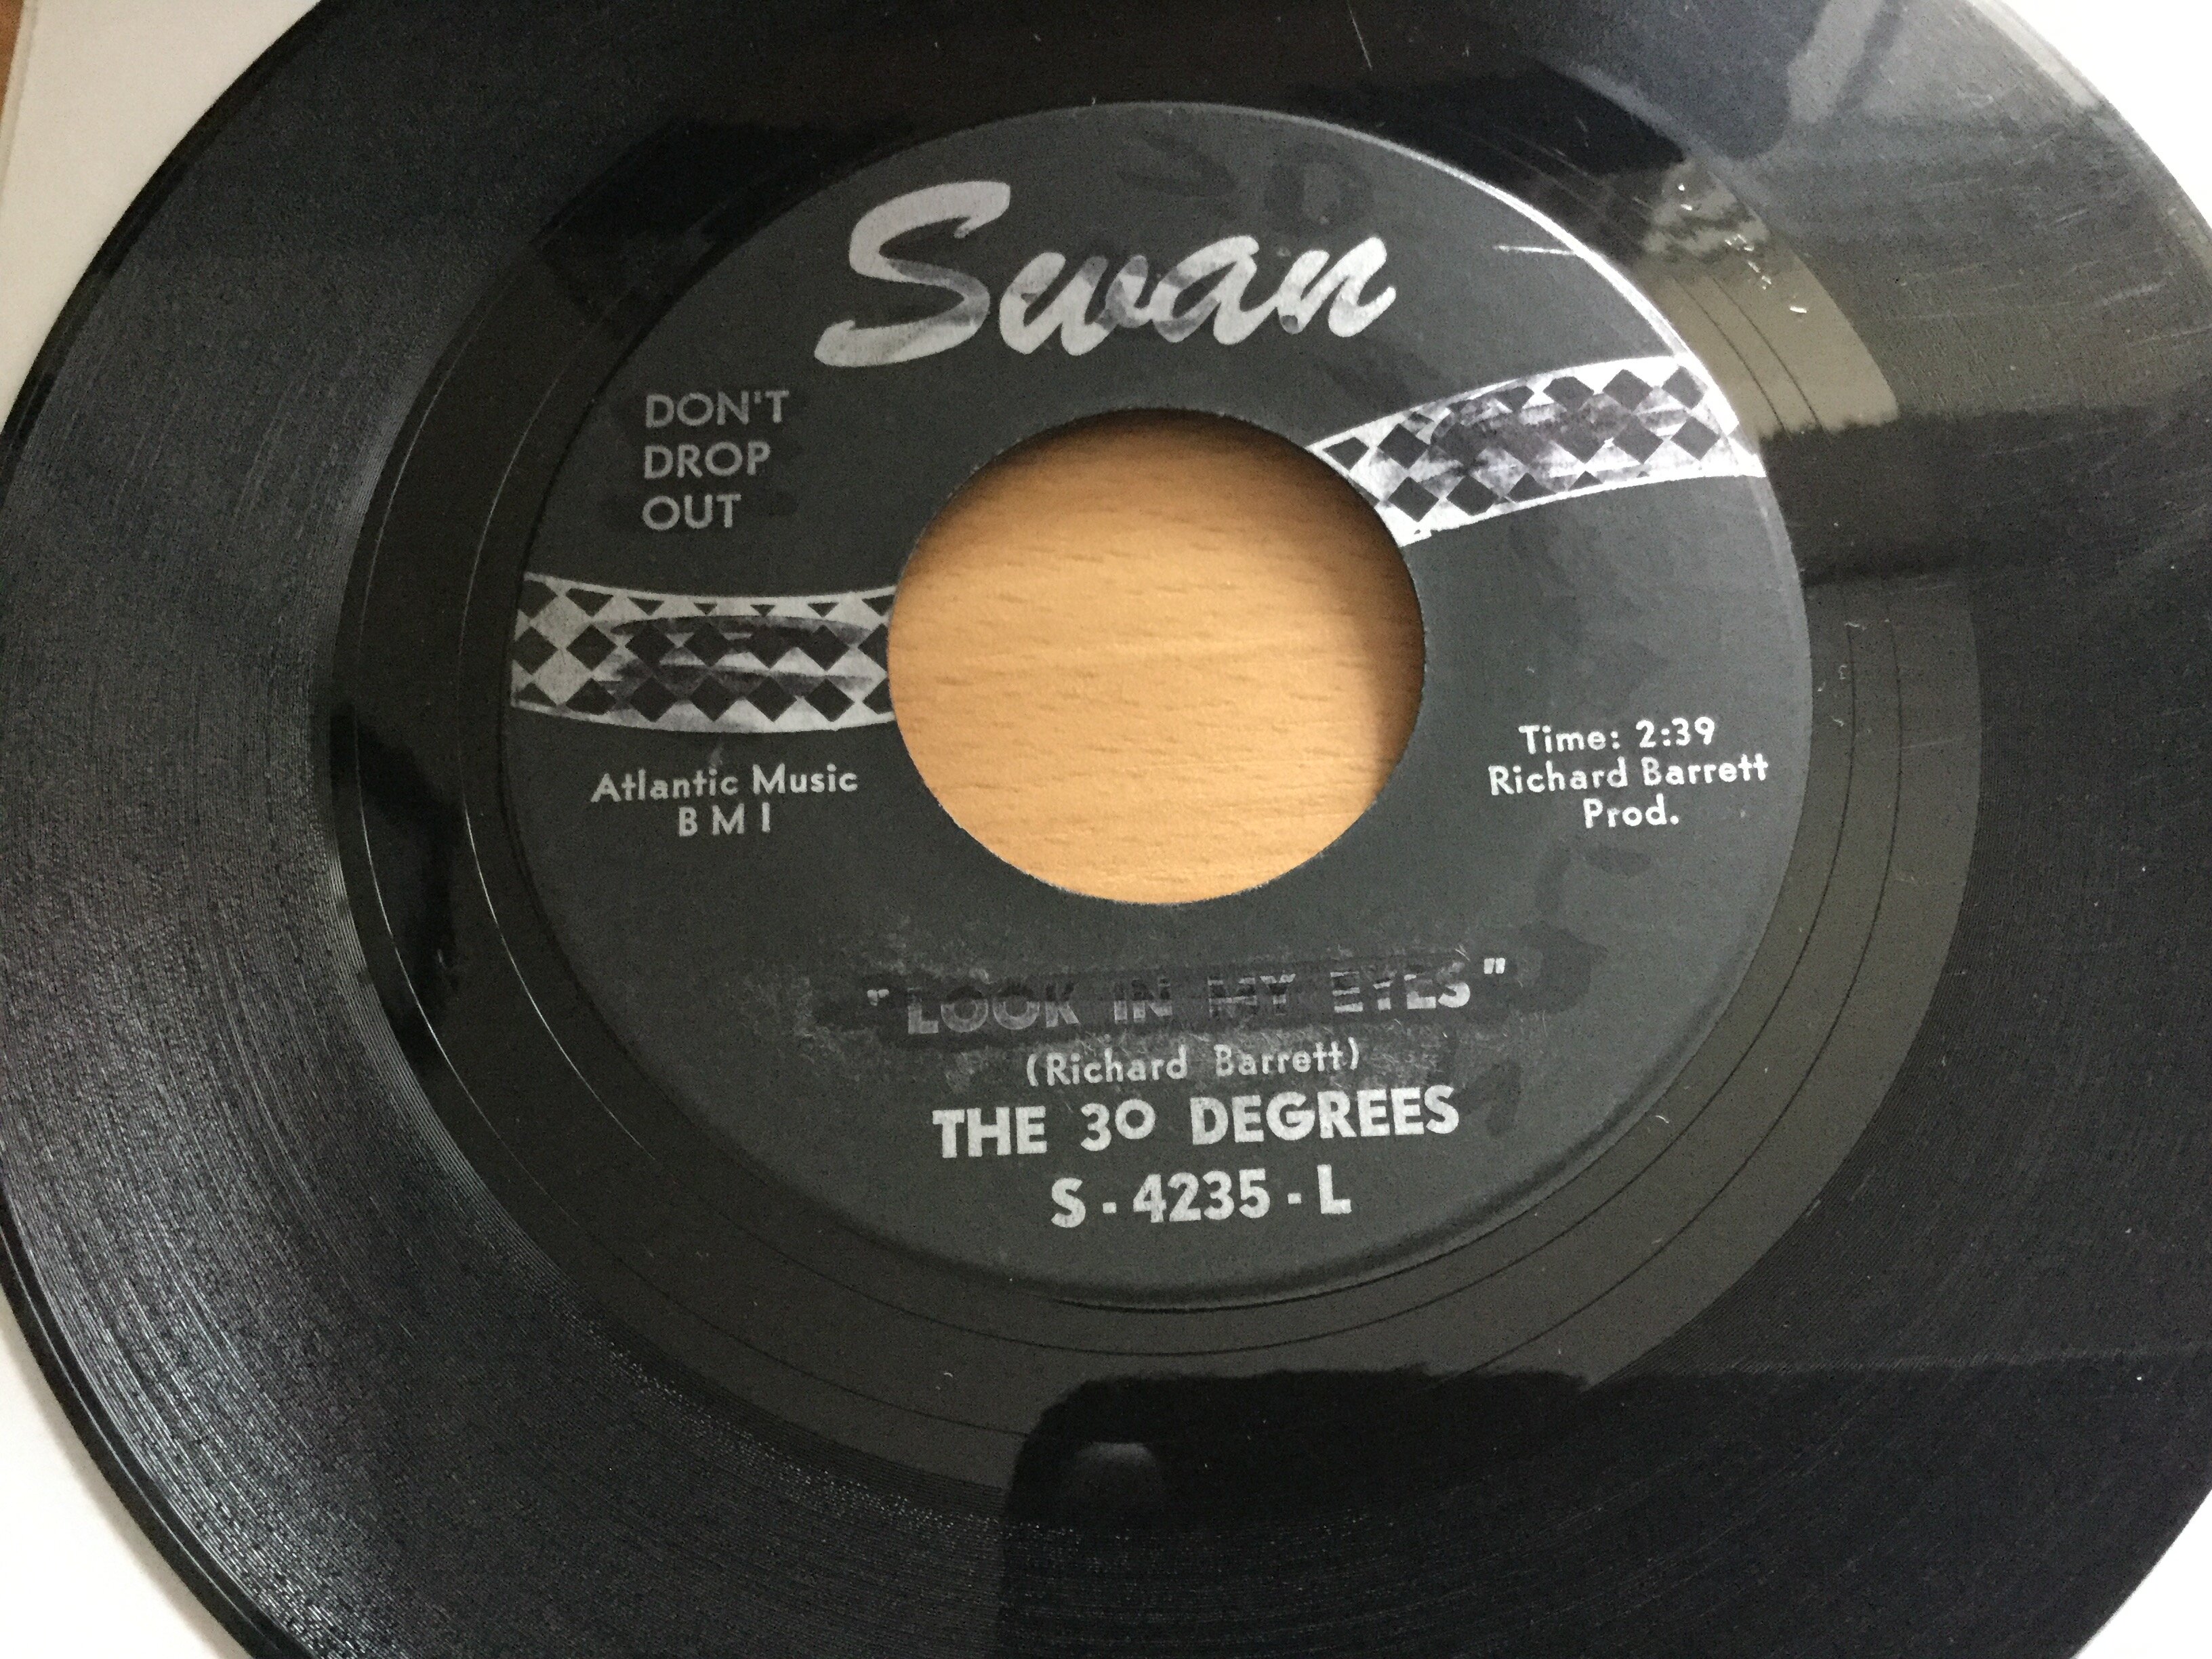 Swan
DON'T
DROP
OUT
Atlantic Music
BMI
Time: 2:39
Richard Barrett
Prod.
"LOOK IN MY EYES"
(Richard Barrett)
THE 3O DEGREES
S - 4235 - L